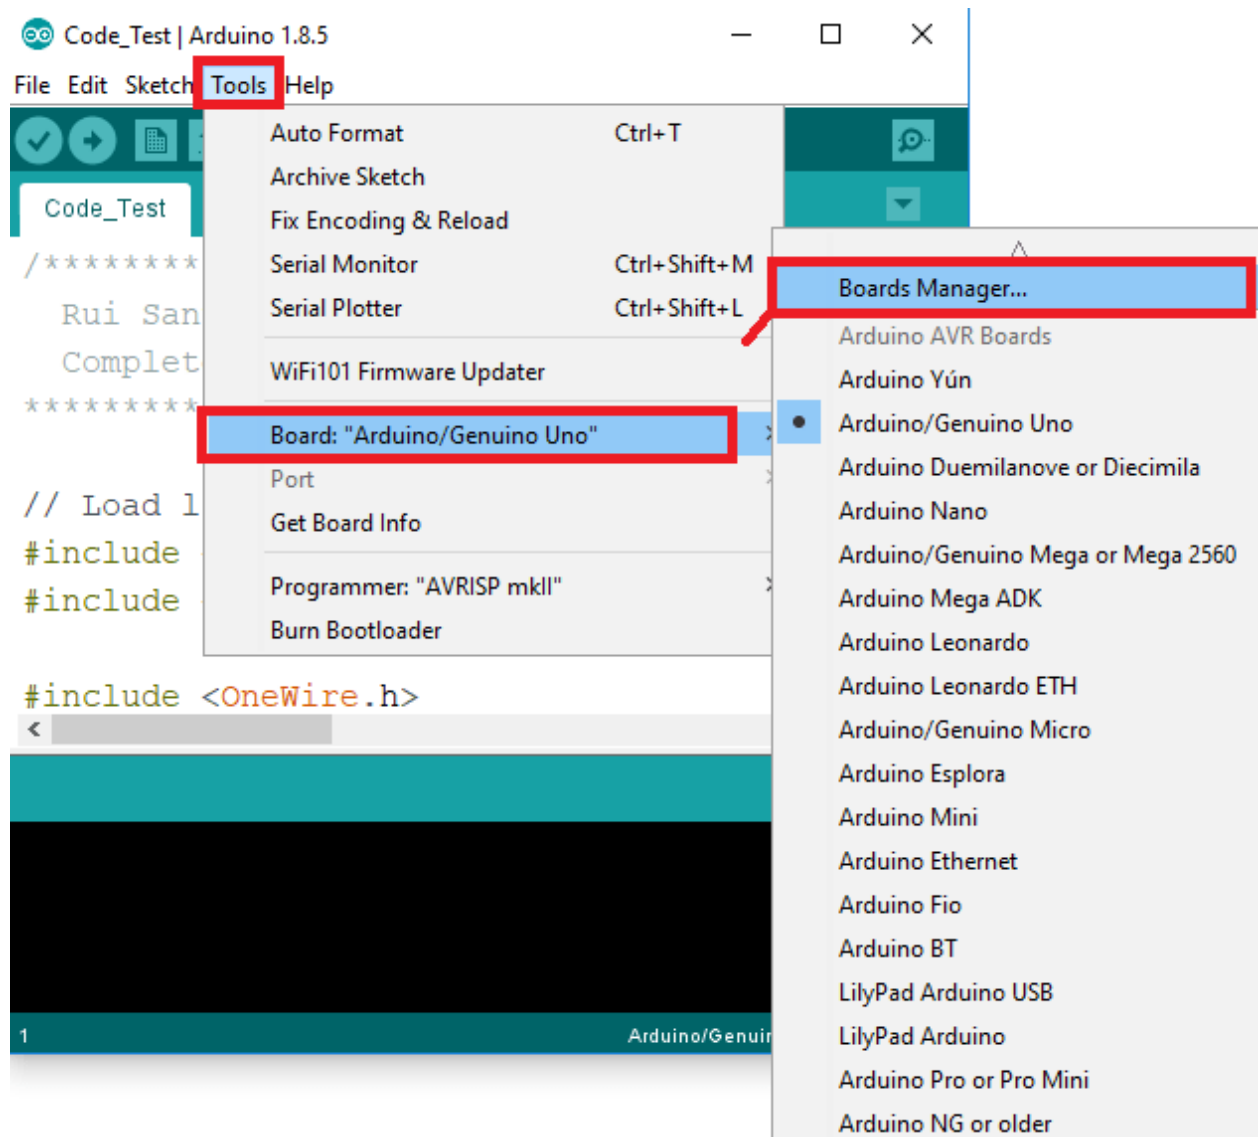 Code_Test | Arduino 1.8.5
File Edit Sketch Tools Help
Auto Format Ctrl+T
Archive Sketch
Fix Encoding & Reload
Serial Monitor Ctrl+Shift+M
Serial Plotter Ctrl+Shift+L
WiFi101 Firmware Updater
Board: "Arduino/Genuino Uno"
Port
Get Board Info
Programmer: "AVRISP mkII"
Burn Bootloader
Code_Test
/********
Rui San
Complet
*********
// Load l
#include
#include
#include <OneWire.h>
1
Arduino/Genuin
Boards Manager...
Arduino AVR Boards
Arduino Yún
Arduino/Genuino Uno
Arduino Duemilanove or Diecimila
Arduino Nano
Arduino/Genuino Mega or Mega 2560
Arduino Mega ADK
Arduino Leonardo
Arduino Leonardo ETH
Arduino/Genuino Micro
Arduino Esplora
Arduino Mini
Arduino Ethernet
Arduino Fio
Arduino BT
LilyPad Arduino USB
LilyPad Arduino
Arduino Pro or Pro Mini
Arduino NG or older